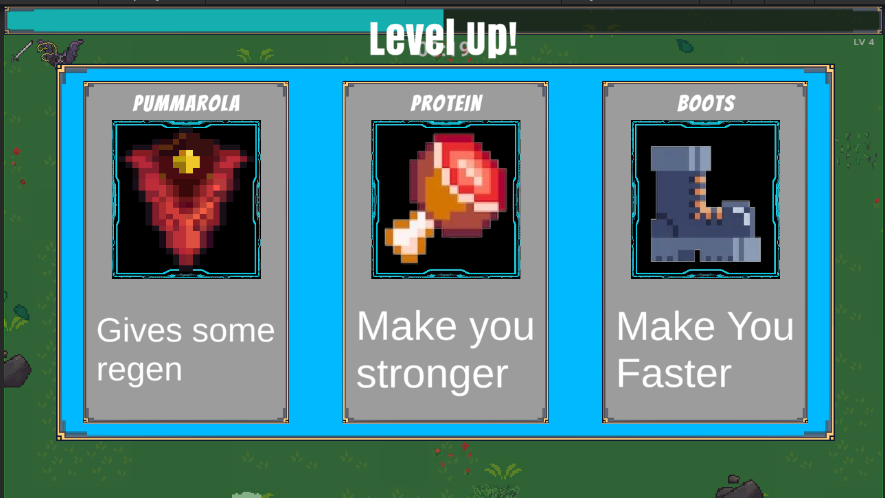 Level Up!
LV 4
PUMMAROLA
PROTEIN
BOOTS
Gives some
regen
Make you
stronger
Make You
Faster